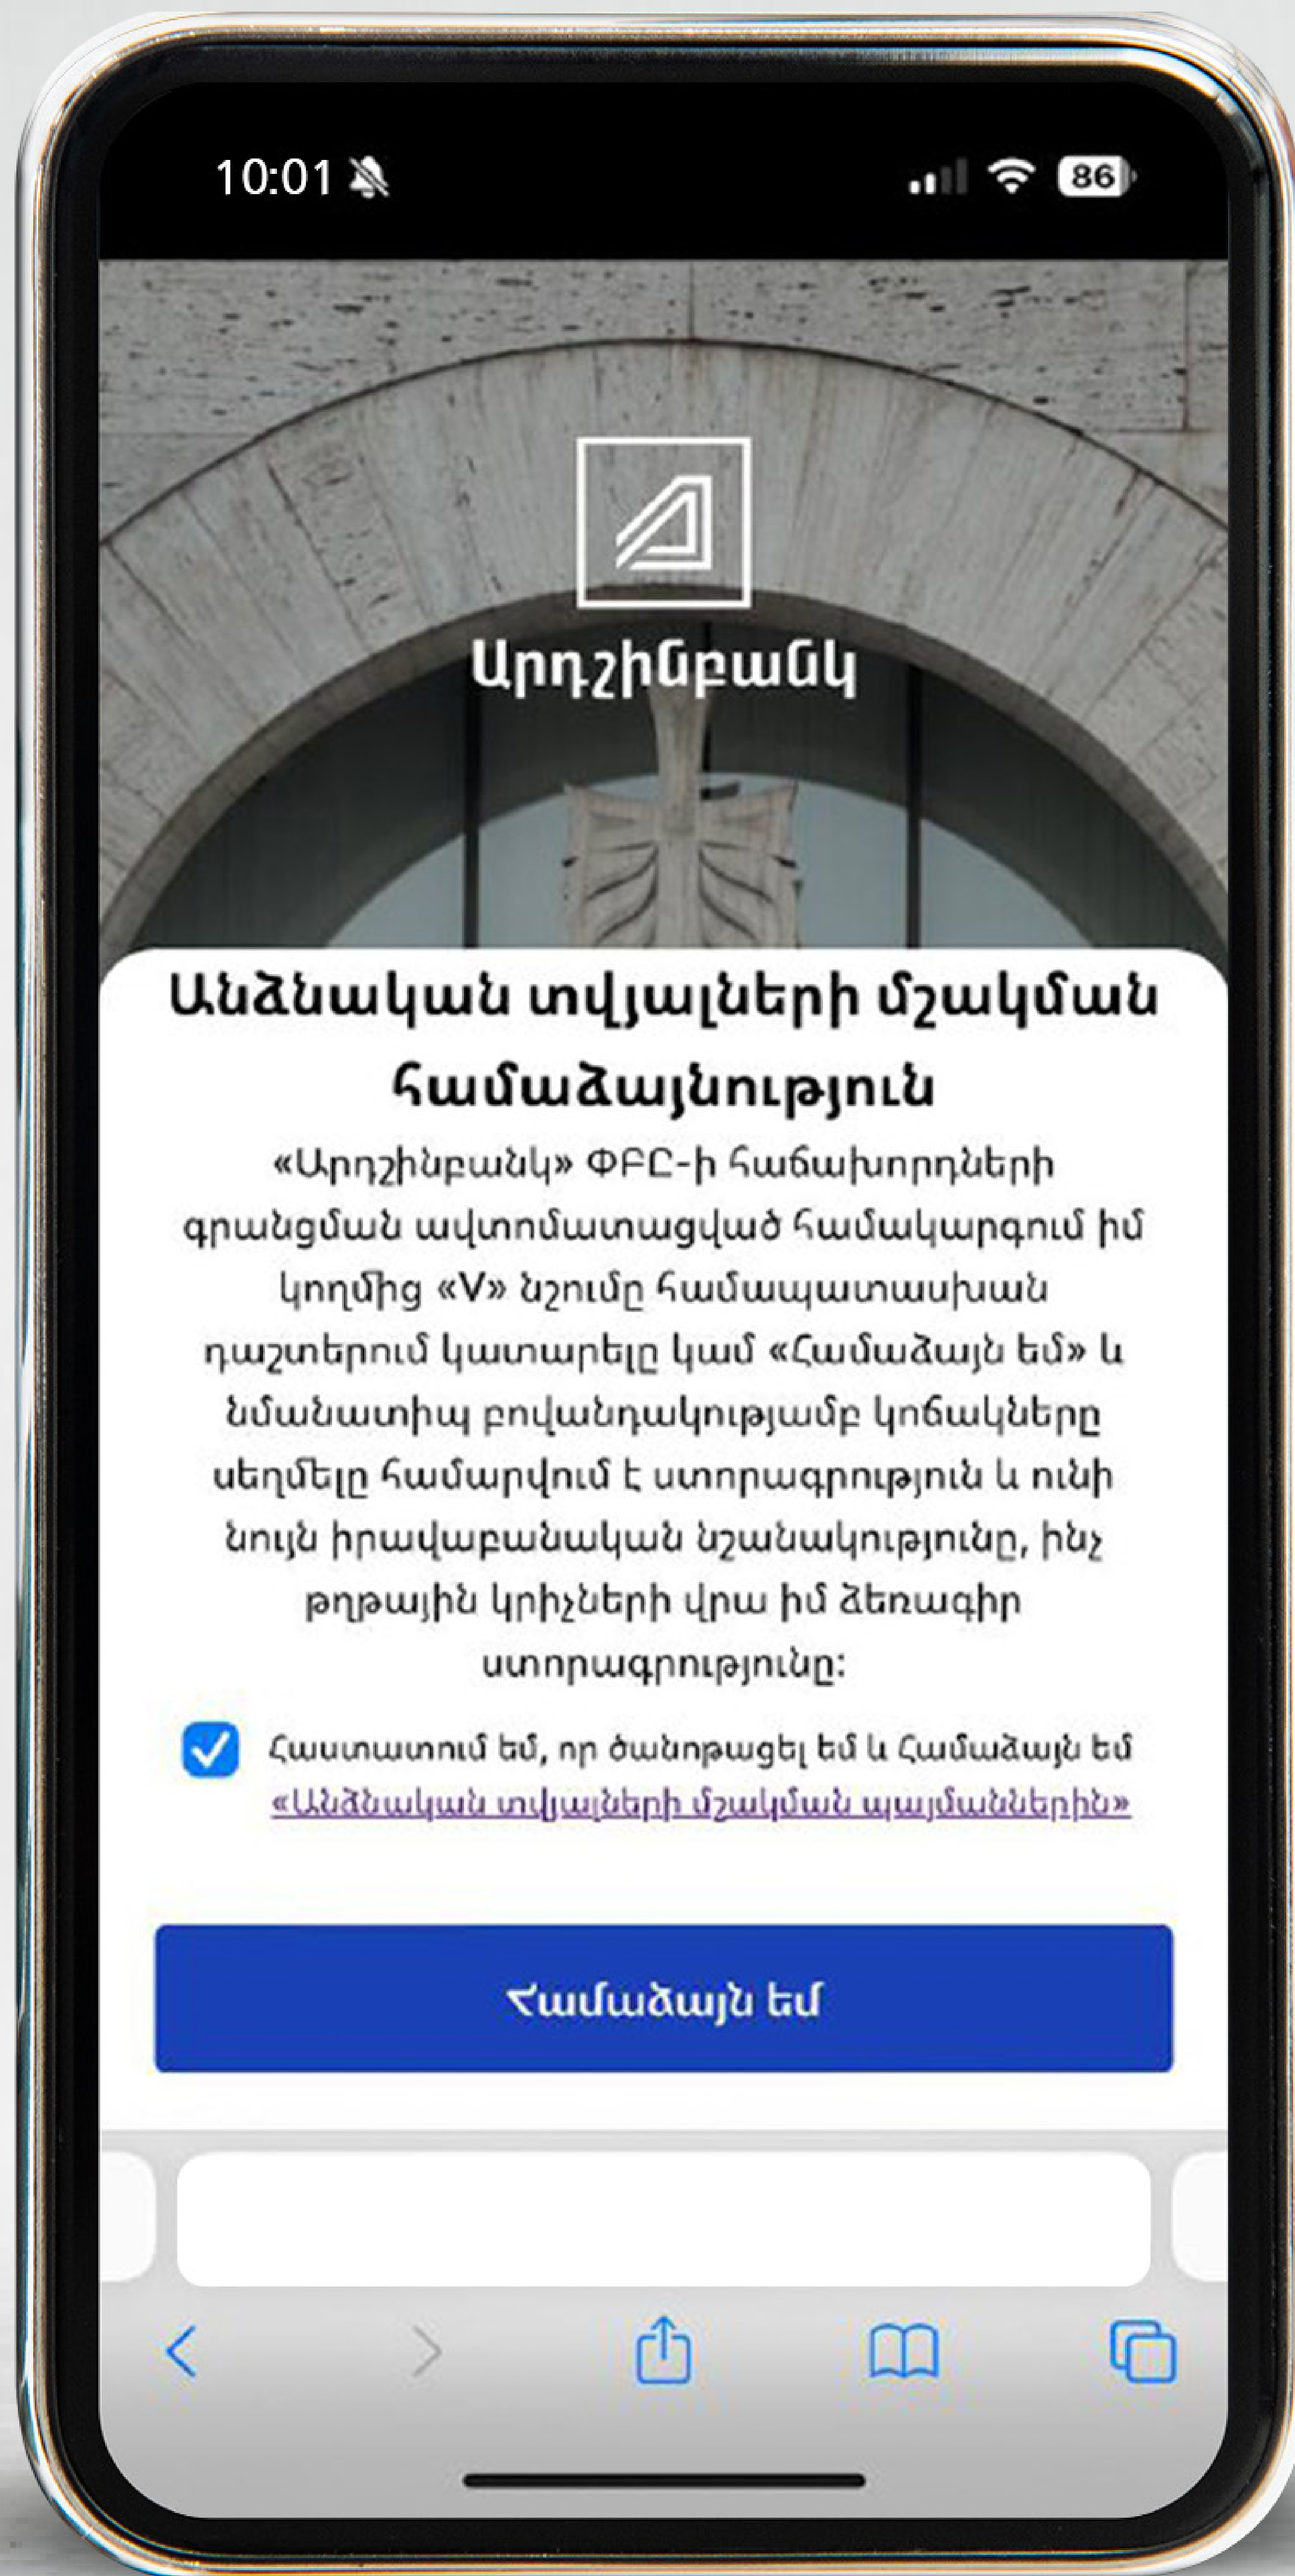 10:01
86
Արդշինբանկ
Անձնական տվյալների մշակման
համաձայնություն
«Արդշինբանկ» ՓԲԸ-ի հաճախորդների
գրանցման ավտոմատացված համակարգում իմ
կողմից «V» նշումը համապատասխան
դաշտերում կատարելը կամ «Համաձայն եմ» և
նմանատիպ բովանդակությամբ կոճակները
սեղմելը համարվում է ստորագրություն և ունի
նույն իրավաբանական նշանակությունը, ինչ
թղթային կրիչների վրա իմ ձեռագիր
ստորագրությունը:
Հաստատում եմ, որ ծանոթացել եմ և Համաձայն եմ
«Անձնական տվյալների մշակման պայմաններին»
Համաձայն եմ